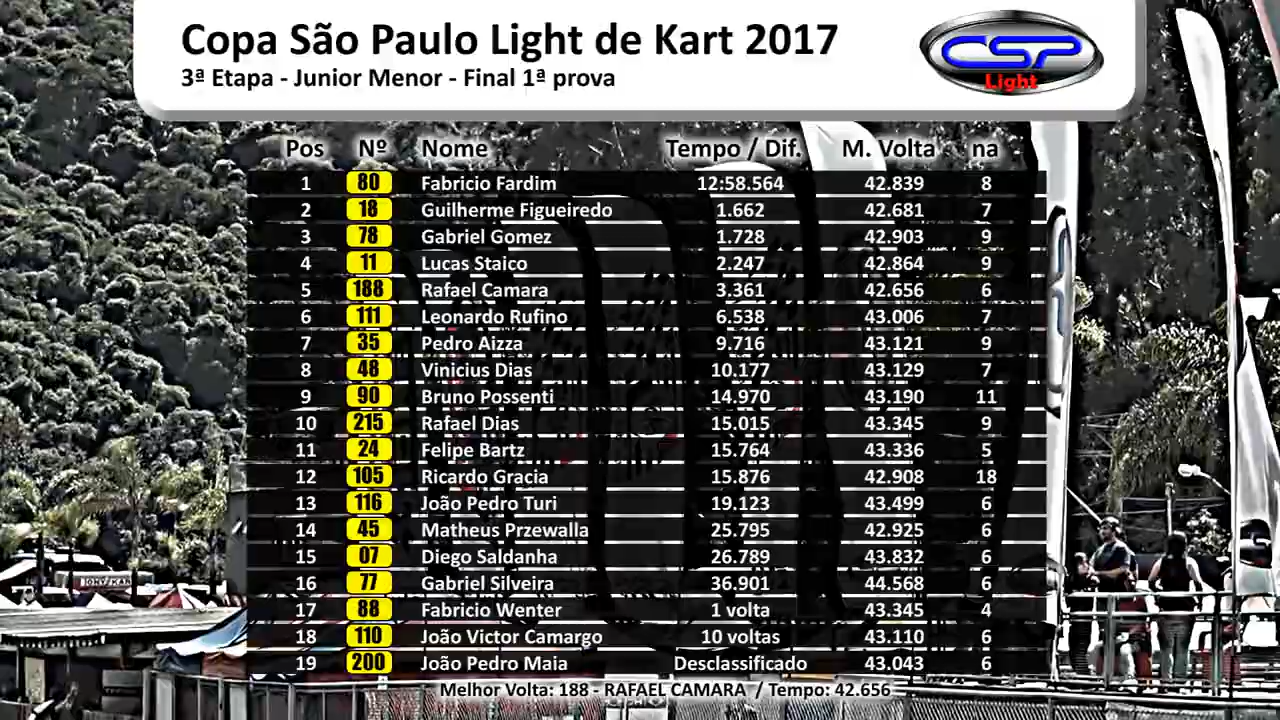 Copa São Paulo Light de Kart 2017
3ª Etapa - Junior Menor - Final 1ª prova
CSP
Light
Pos Nº Nome Tempo / Dif. M. Volta na
1 80 Fabricio Fardim 12:58.564 42.839 8
2 18 Guilherme Figueiredo 1.662 42.681 7
3 78 Gabriel Gomez 1.728 42.903 9
4 11 Lucas Staico 2.247 42.864 9
5 188 Rafael Camara 3.361 42.656 6
6 111 Leonardo Rufino 6.538 43.006 7
7 35 Pedro Aizza 9.716 43.121 9
8 48 Vinicius Dias 10.177 43.129 7
9 90 Bruno Possenti 14.970 43.190 11
10 215 Rafael Dias 15.015 43.345 9
11 24 Felipe Bartz 15.764 43.336 5
12 105 Ricardo Gracia 15.876 42.908 18
13 116 João Pedro Turi 19.123 43.499 6
14 45 Matheus Przewalla 25.795 42.925 6
15 07 Diego Saldanha 26.789 43.832 6
16 77 Gabriel Silveira 36.901 44.568 6
17 88 Fabricio Wenter 1 volta 43.345 4
18 110 João Victor Camargo 10 voltas 43.110 6
19 200 João Pedro Maia Desclassificado 43.043 6
Melhor Volta: 188 - RAFAEL CAMARA / Tempo: 42.656